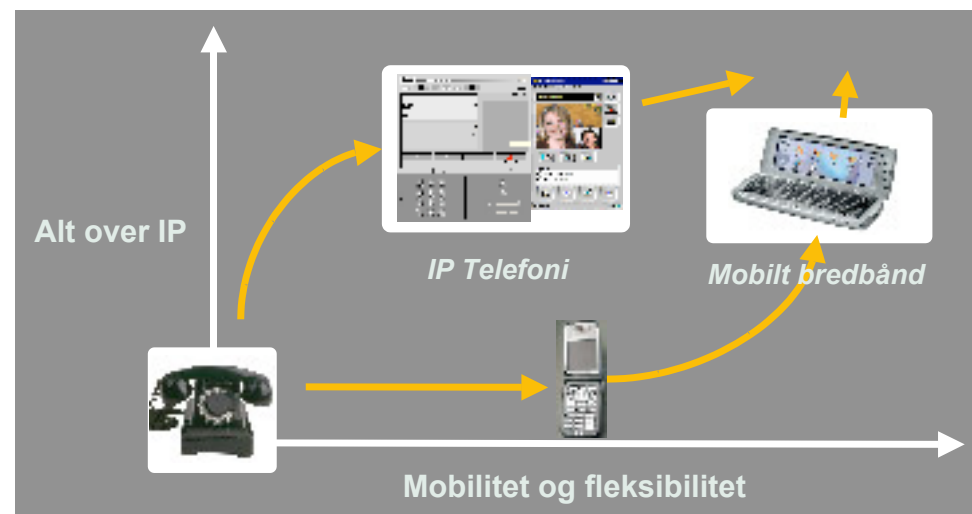 Alt over IP
IP Telefoni
Mobilt bredbånd
Mobilitet og fleksibilitet